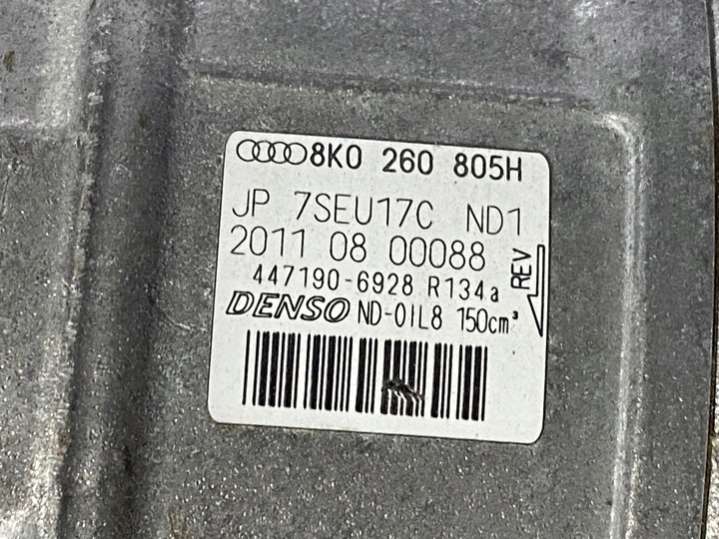 8K0 260 805H
JP 7SEU17C ND1
2011 08 00088
447190-6928 R134a
REV
DENSO ND-OIL8 150cm³